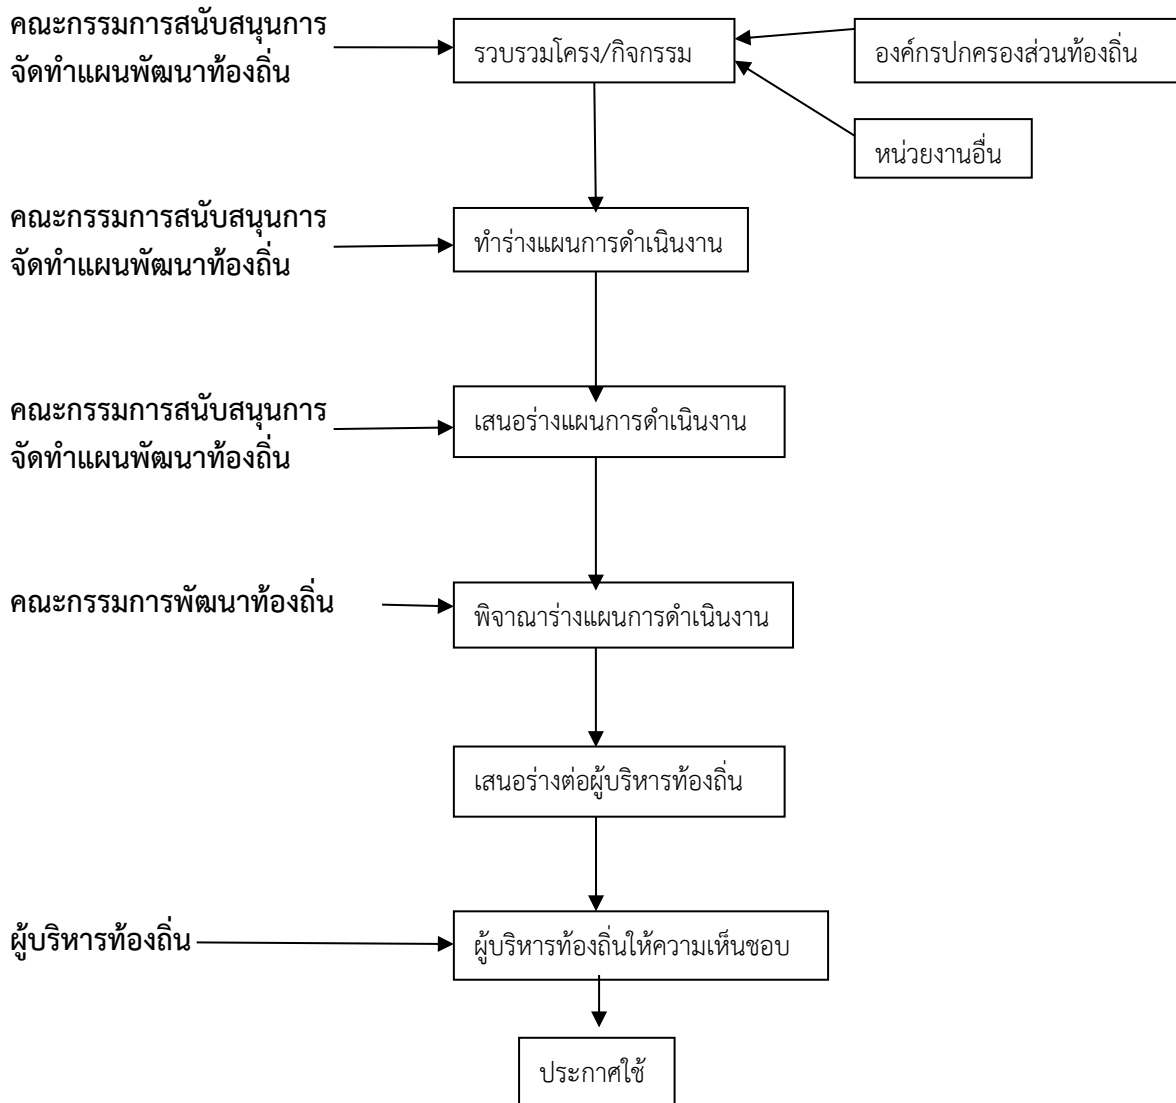 คณะกรรมการสนับสนุนการ
จัดทำแผนพัฒนาท้องถิ่น
รวบรวมโครง/กิจกรรม
องค์กรปกครองส่วนท้องถิ่น
หน่วยงานอื่น
คณะกรรมการสนับสนุนการ
จัดทำแผนพัฒนาท้องถิ่น
ทำร่างแผนการดำเนินงาน
คณะกรรมการสนับสนุนการ
จัดทำแผนพัฒนาท้องถิ่น
เสนอร่างแผนการดำเนินงาน
คณะกรรมการพัฒนาท้องถิ่น
พิจาณาร่างแผนการดำเนินงาน
เสนอร่างต่อผู้บริหารท้องถิ่น
ผู้บริหารท้องถิ่น
ผู้บริหารท้องถิ่นให้ความเห็นชอบ
ประกาศใช้